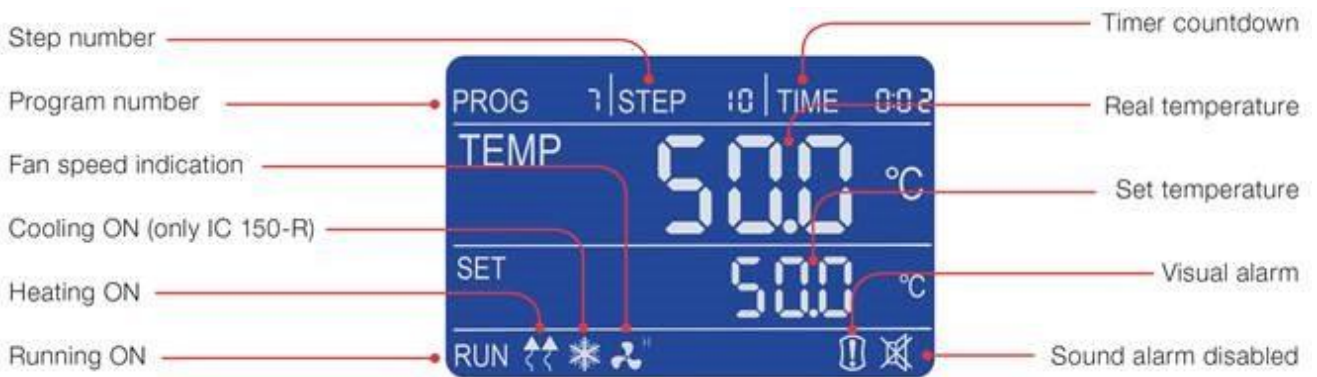 Step number
Timer countdown
Program number
PROG 7 STEP 10 TIME 0:02
Real temperature
Fan speed indication
TEMP 50.0 °C
Set temperature
Cooling ON (only IC 150-R)
Heating ON
SET 50.0 °C
Visual alarm
Running ON
RUN H
Sound alarm disabled